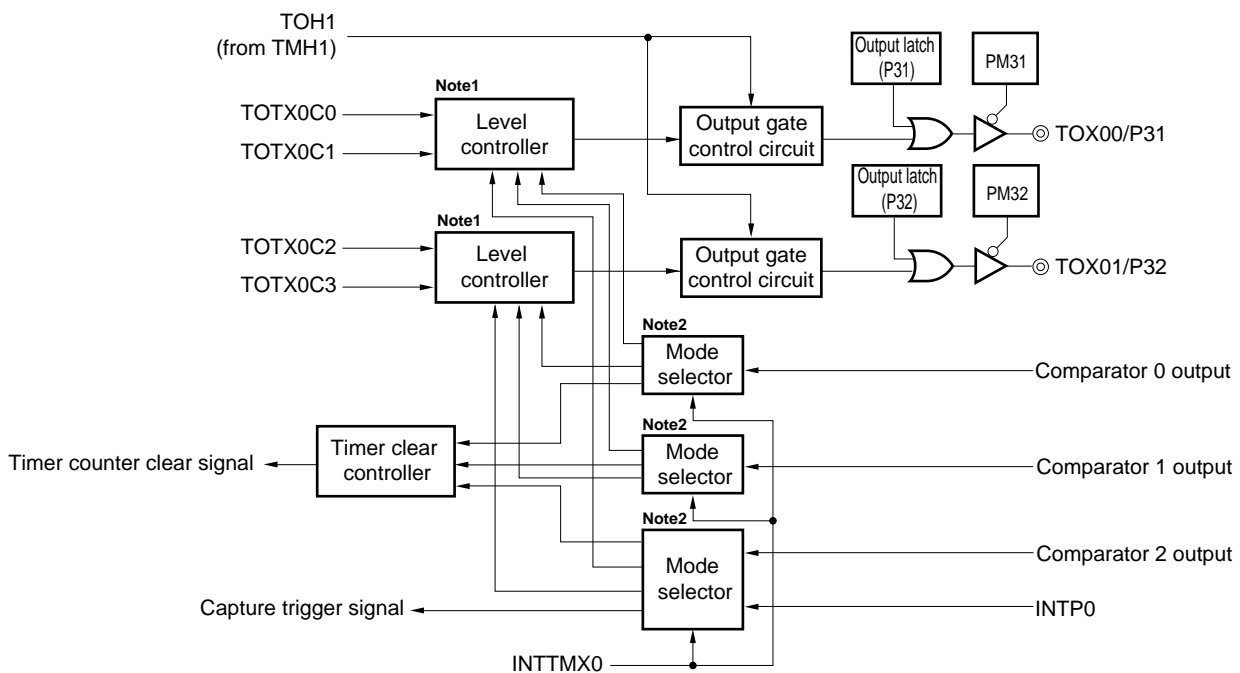 TOH1
(from TMH1)
Output latch
(P31)
PM31
Note1
TOTX0C0
TOTX0C1
Level
controller
Output gate
control circuit
TOX00/P31
Output latch
(P32)
PM32
Note1
TOTX0C2
TOTX0C3
Level
controller
Output gate
control circuit
TOX01/P32
Note2
Mode
selector
Comparator 0 output
Note2
Timer counter clear signal
Timer clear
controller
Mode
selector
Comparator 1 output
Note2
Mode
selector
Comparator 2 output
Capture trigger signal
INTP0
INTTMX0